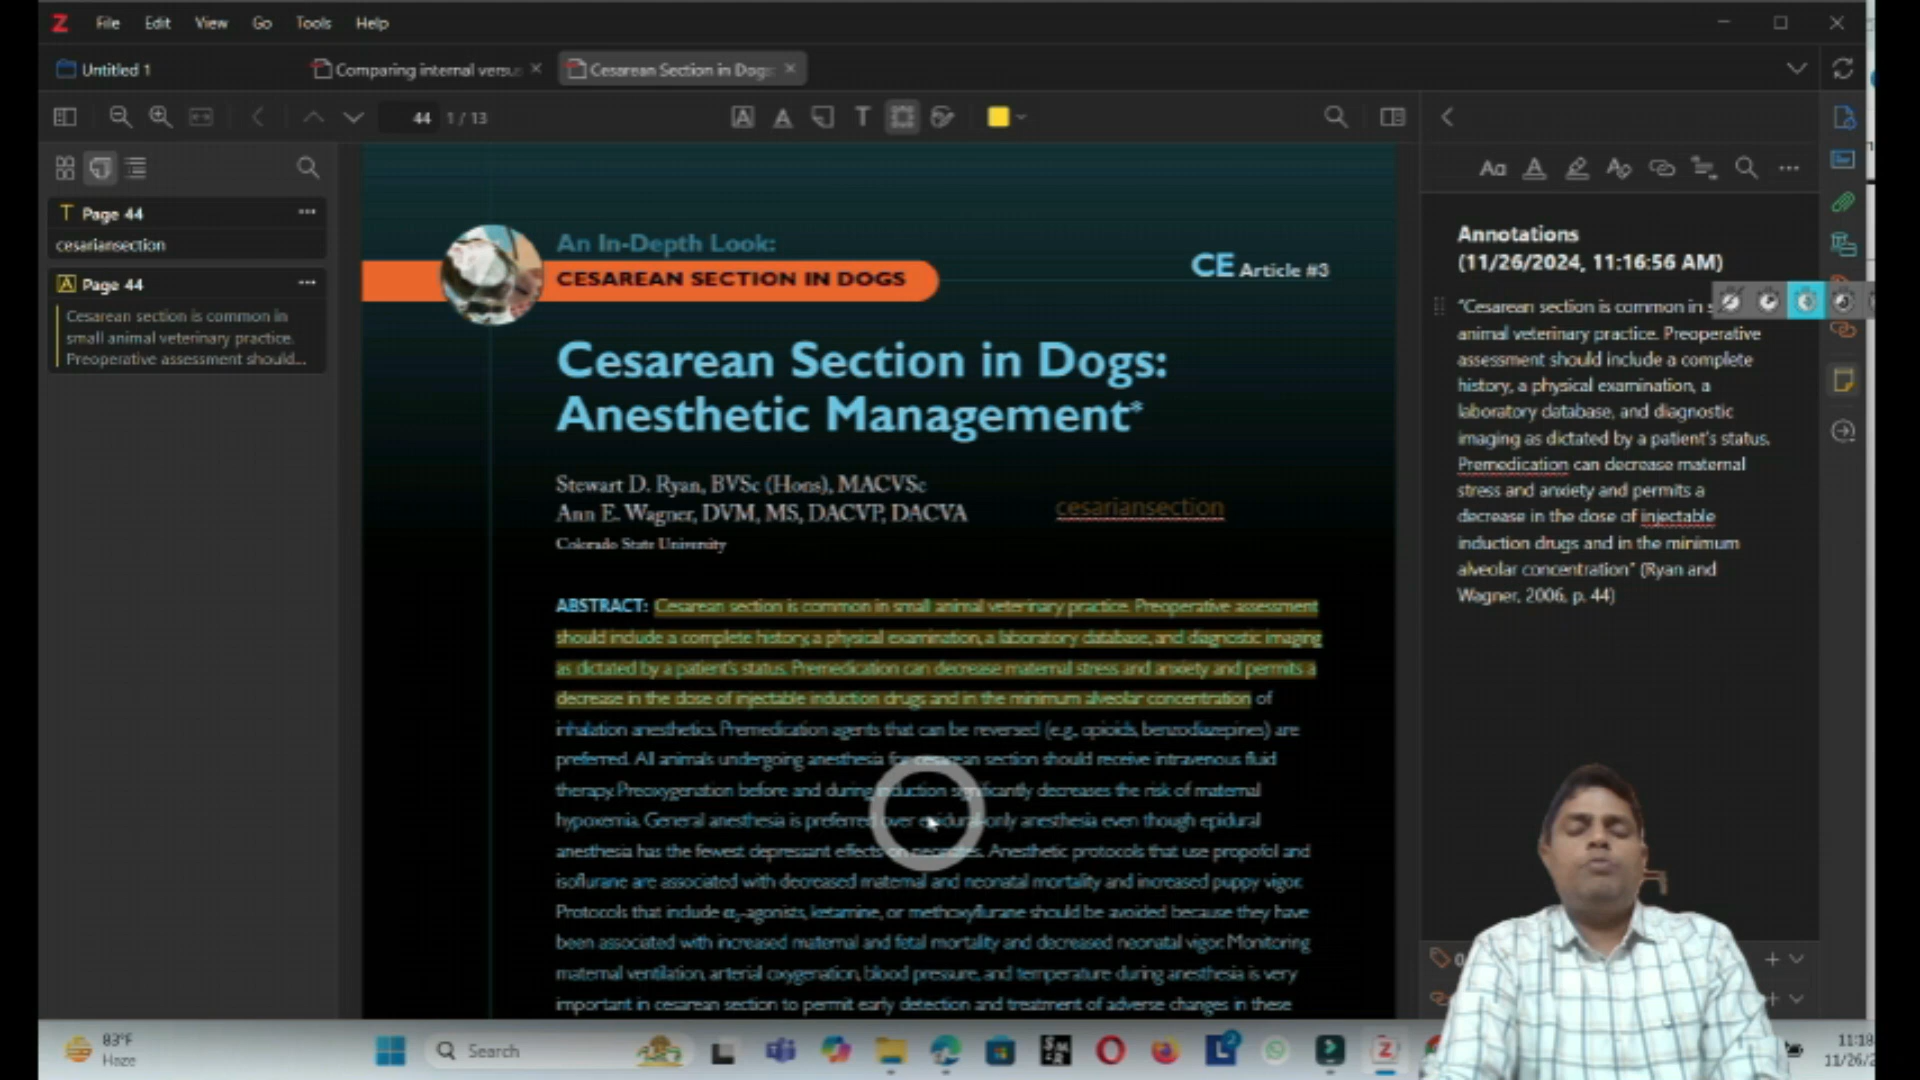 Z File Edit View Go Tools Help
Untitled 1
Comparing internal versu:
Cesarean Section in Dogs:
44 1 / 13
T
T Page 44
cesariansection
A Page 44
Cesarean section is common in
small animal veterinary practice.
Preoperative assessment should...
An In-Depth Look:
CESAREAN SECTION IN DOGS
CE Article #3
Cesarean Section in Dogs:
Anesthetic Management*
Stewart D. Ryan, BVSc (Hons), MACVSc
Ann E. Wagner, DVM, MS, DACVP, DACVA
Colorado State University
cesariansection
ABSTRACT: Cesarean section is common in small animal veterinary practice. Preoperative assessment
should include a complete history, a physical examination, a laboratory database, and diagnostic imaging
as dictated by a patient's status. Premedication can decrease maternal stress and anxiety and permits a
decrease in the dose of injectable induction drugs and in the minimum alveolar concentration of
inhalation anesthetics. Premedication agents that can be reversed (e.g., opioids, benzodiazepines) are
preferred. All animals undergoing anesthesia for cesarean section should receive intravenous fluid
therapy. Preoxygenation before and during induction significantly decreases the risk of maternal
hypoxemia. General anesthesia is preferred over epidural-only anesthesia even though epidural
anesthesia has the fewest depressant effects on neonates. Anesthetic protocols that use propofol and
isoflurane are associated with decreased maternal and neonatal mortality and increased puppy vigor.
Protocols that include α₂-agonists, ketamine, or methoxyflurane should be avoided because they have
been associated with increased maternal and fetal mortality and decreased neonatal vigor. Monitoring
maternal ventilation, arterial oxygenation, blood pressure, and temperature during anesthesia is very
important in cesarean section to permit early detection and treatment of adverse changes in these
Aa
Annotations
(11/26/2024, 11:16:56 AM)
"Cesarean section is common in
animal veterinary practice. Preoperative
assessment should include a complete
history, a physical examination, a
laboratory database, and diagnostic
imaging as dictated by a patient's status.
Premedication can decrease maternal
stress and anxiety and permits a
decrease in the dose of injectable
induction drugs and in the minimum
alveolar concentration" (Ryan and
Wagner, 2006, p. 44)
83°F
Haze
Search
11:18
11/26/2